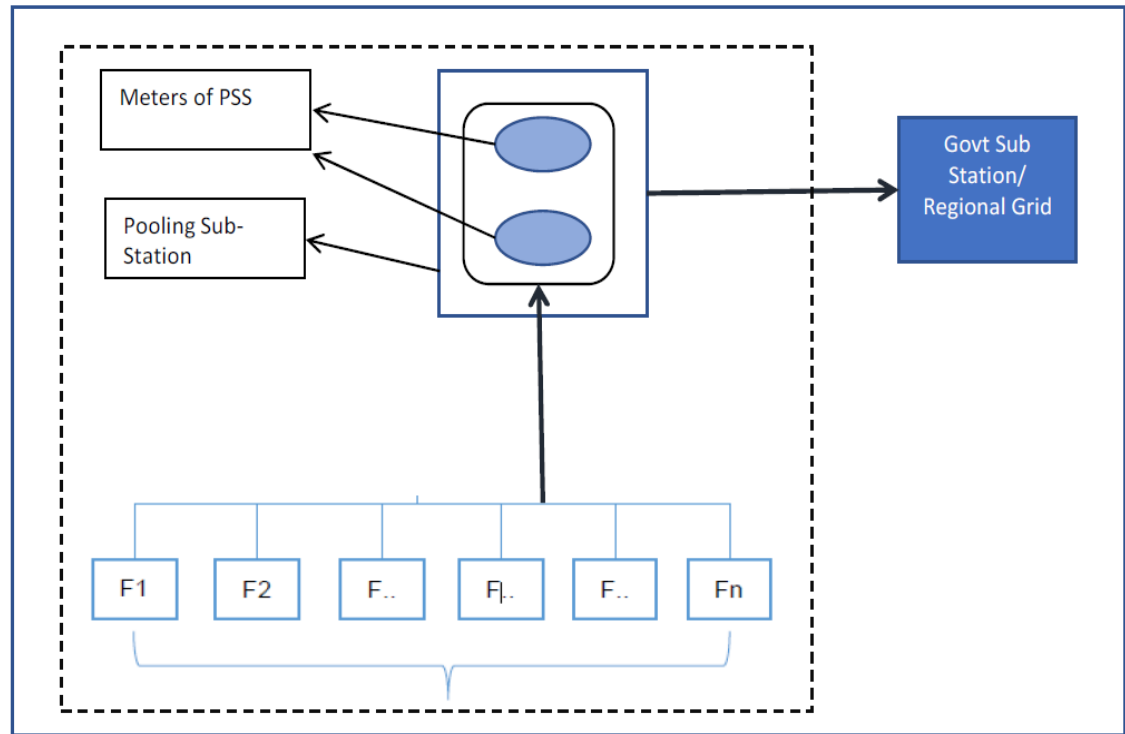 Meters of PSS
Pooling Sub-
Station
Govt Sub
Station/
Regional Grid
F1
F2
F..
F..
F..
Fn